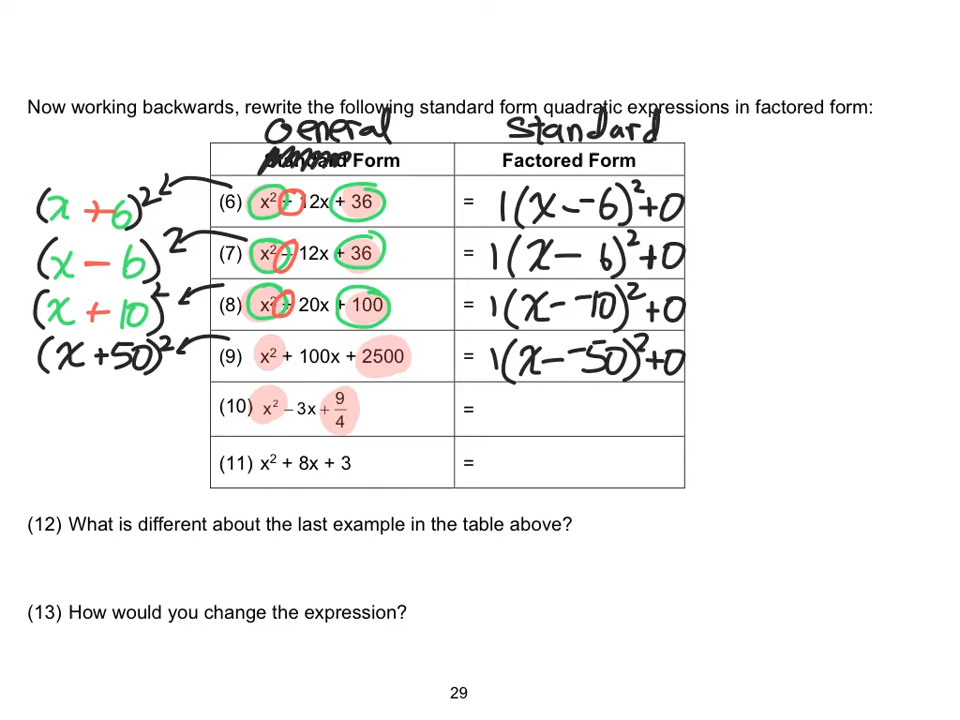 Now working backwards, rewrite the following standard form quadratic expressions in factored form:
General Standard
Form Factored Form
(x + 6)² (6) x² + 12x + 36 = 1(x - -6)² + 0
(x - 6)² (7) x² - 12x + 36 = 1(x - 6)² + 0
(x + 10)² (8) x² + 20x + 100 = 1(x - -10)² + 0
(x + 50)² (9) x² + 100x + 2500 = 1(x - -50)² + 0
(10) x² – 3x + 9/4 =
(11) x² + 8x + 3 =
(12) What is different about the last example in the table above?
(13) How would you change the expression?
29